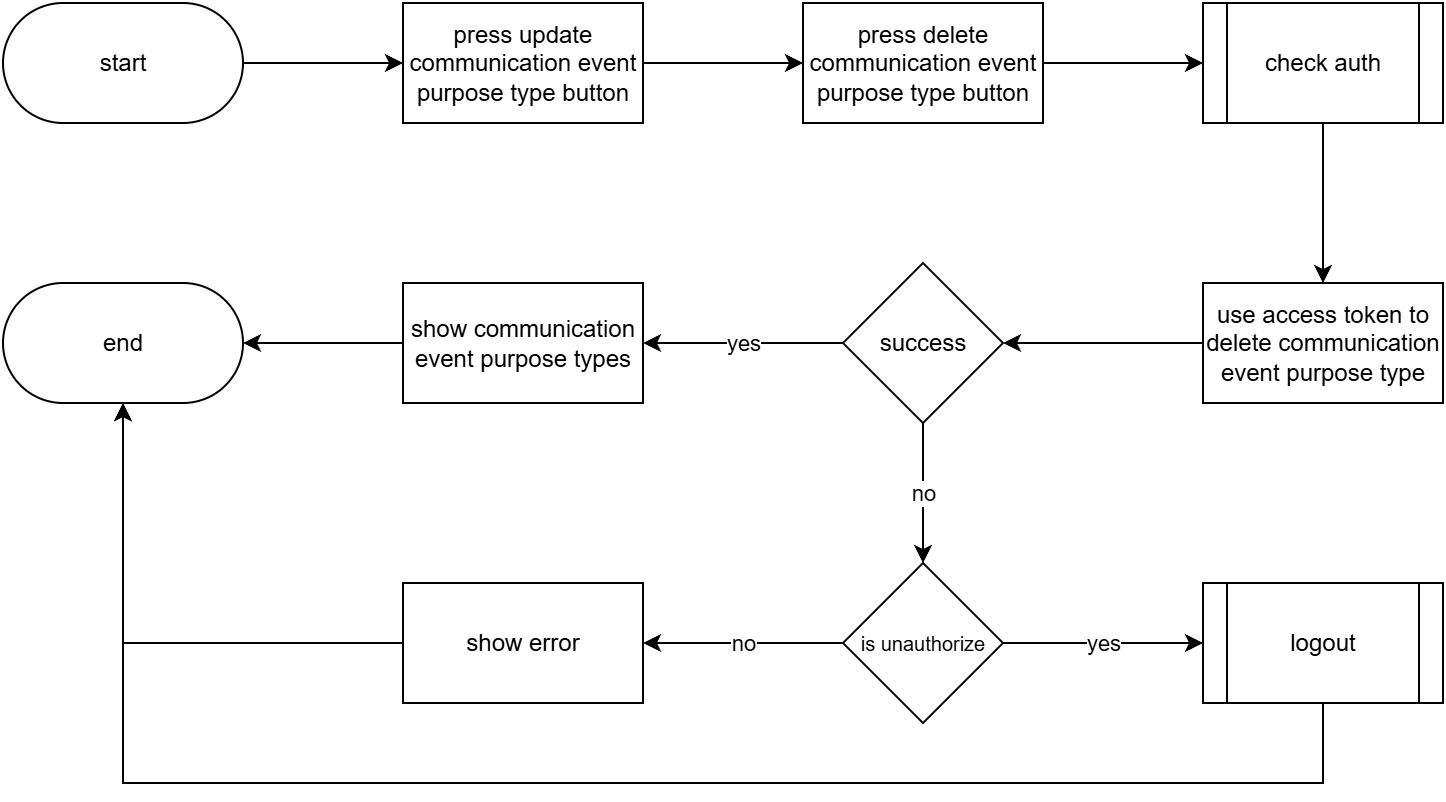 start
press update
communication event
purpose type button
press delete
communication event
purpose type button
check auth
end
show communication
event purpose types
yes
success
use access token to
delete communication
event purpose type
no
show error
no
is unauthorize
yes
logout